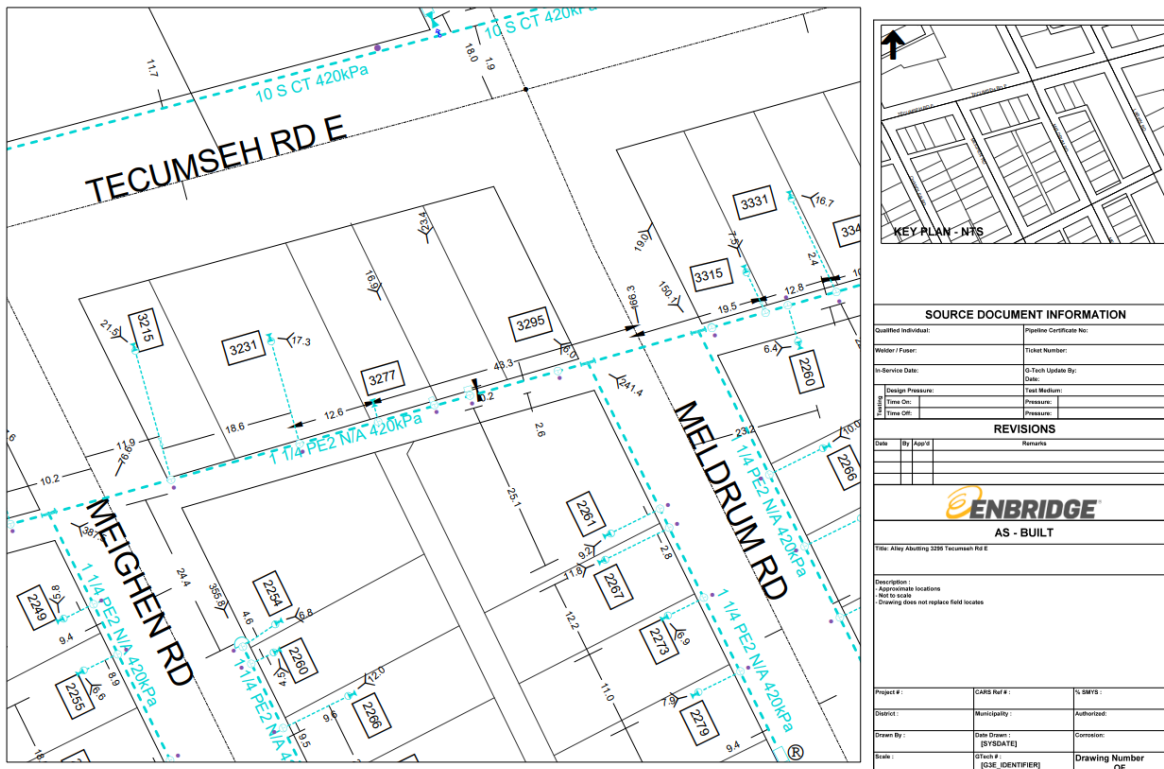 10 S CT 420kPa
10 S CT 420kPa
11.7
18.0
1.9
TECUMSEH RD E
23.4
16.9
19.0
150.1
166.3
3331
16.7
7.5
3315
2.4
12.8
19.5
21.5
3215
3231
17.3
3277
3295
6.0
43.3
0.2
12.6
18.6
11.9
76.6
10.2
1 1/4 PE2 N/A 420kPa
241.4
2.6
6.4
2260
23.2
10.0
2266
MELDRUM RD
1 1/4 PE2 N/A 420kPa
25.1
2261
2.8
11.8
2267
MEIGHEN RD
24.4
355.8
2249
5.8
9.4
2255
6.6
8.9
1 1/4 PE2 N/A 420kPa
2254
6.8
4.6
2260
4.5
2266
12.0
9.6
9.5
12.2
11.0
2273
6.9
2279
7.9
9.4
1 1/4 PE2 N/A 420kPa
®
KEY PLAN - NTS
SOURCE DOCUMENT INFORMATION
Qualified Individual:
Pipeline Certificate No:
Welder / Fuser:
Ticket Number:
In-Service Date:
G-Tech Update By:
Date:
Testing
Design Pressure:
Test Medium:
Time On:
Pressure:
Time Off:
Pressure:
REVISIONS
Date By App'd Remarks
ENBRIDGE
AS - BUILT
Title: Alley Abutting 3295 Tecumseh Rd E
Description :
- Approximate locations
- Not to scale
- Drawing does not replace field locates
Project # :
CARS Ref # :
% SMYS :
District :
Municipality :
Authorized:
Drawn By :
Date Drawn :
[SYSDATE]
Corrosion:
Scale :
GTech # :
[G3E_IDENTIFIER]
Drawing Number
OF